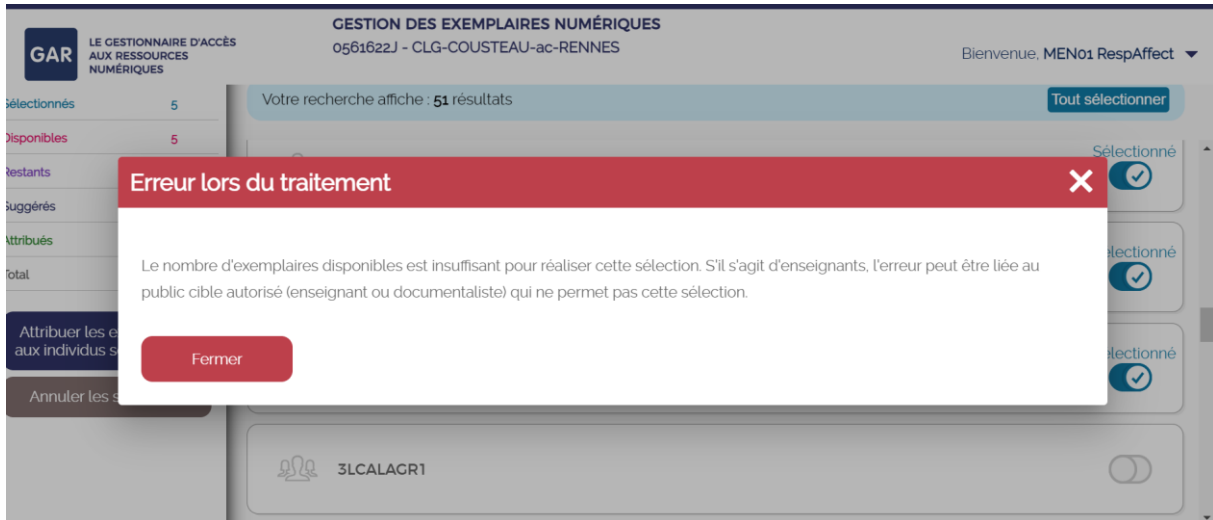 GESTION DES EXEMPLAIRES NUMÉRIQUES
0561622J - CLG-COUSTEAU-ac-RENNES
GAR
LE GESTIONNAIRE D'ACCÈS
AUX RESSOURCES
NUMÉRIQUES
Bienvenue, MEN01 RespAffect
Sélectionnés 5
Disponibles 5
Restants
Suggérés
Attribués
Total
Attribuer les e
aux individus s
Annuler les s
Votre recherche affiche : 51 résultats
Tout sélectionner
Sélectionné
électionné
électionné
Erreur lors du traitement
Le nombre d'exemplaires disponibles est insuffisant pour réaliser cette sélection. S'il s'agit d'enseignants, l'erreur peut être liée au
public cible autorisé (enseignant ou documentaliste) qui ne permet pas cette sélection.
Fermer
3LCALAGR1